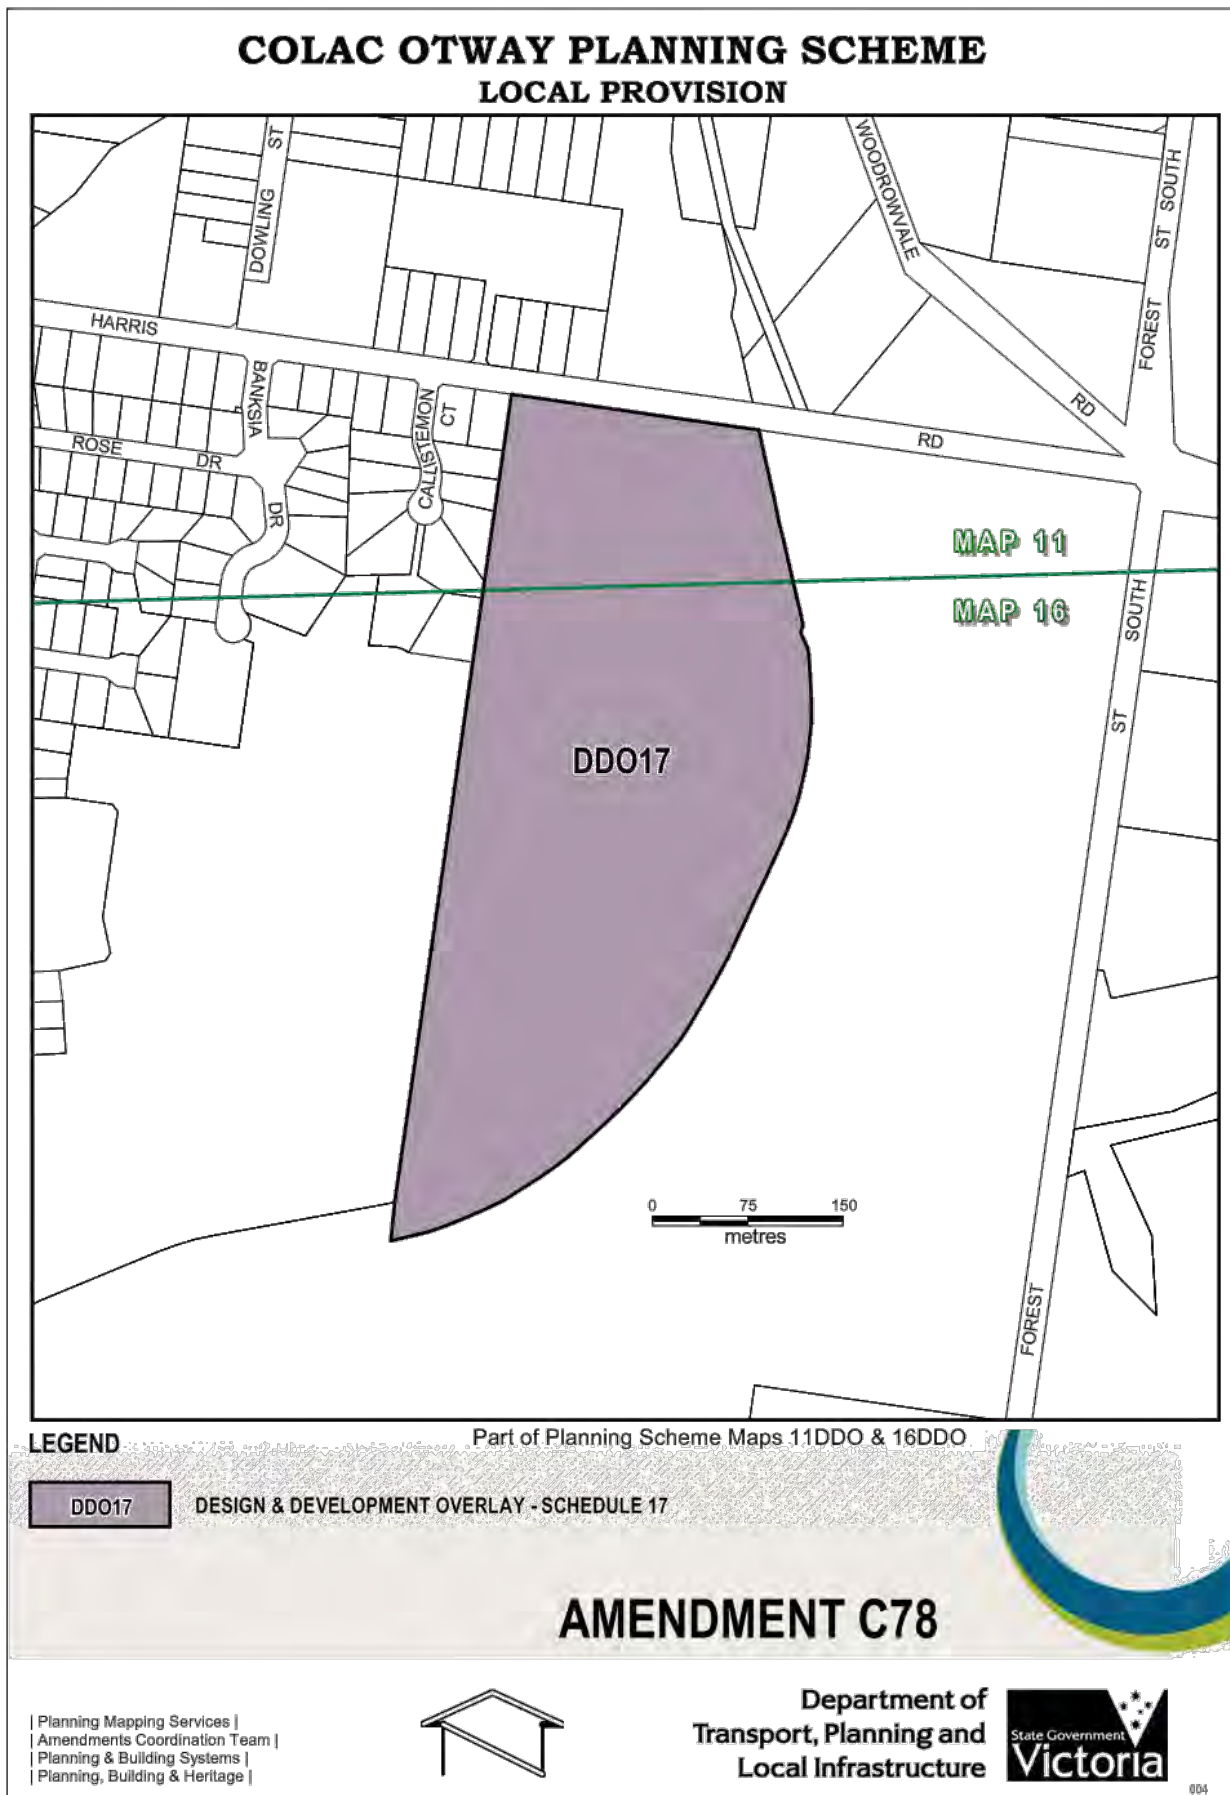 COLAC OTWAY PLANNING SCHEME
LOCAL PROVISION
DOWLING ST
WOODROWVALE RD
FOREST ST SOUTH
HARRIS RD
BANKSIA DR
CALLISTEMON CT
ROSE DR
MAP 11
MAP 16
DDO17
FOREST ST SOUTH
0 75 150
metres
LEGEND
Part of Planning Scheme Maps 11DDO & 16DDO
DDO17
DESIGN & DEVELOPMENT OVERLAY - SCHEDULE 17
AMENDMENT C78
| Planning Mapping Services |
| Amendments Coordination Team |
| Planning & Building Systems |
| Planning, Building & Heritage |
Department of
Transport, Planning and
Local Infrastructure
State Government
Victoria
004